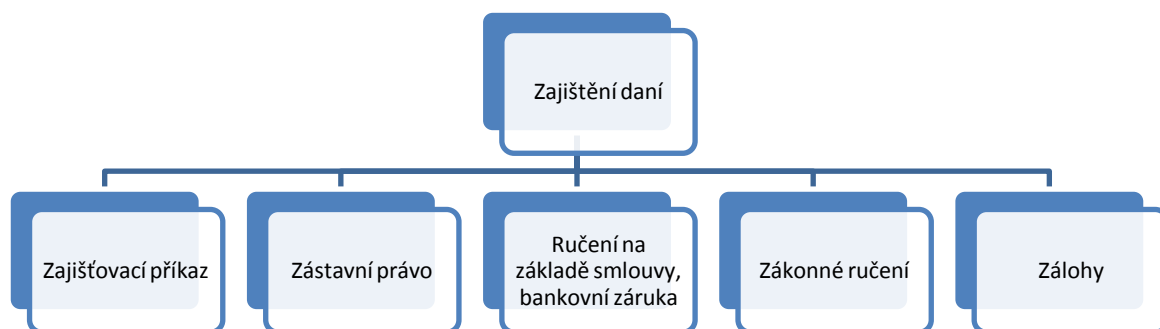 Zajištění daní
Zajišťovací příkaz
Zástavní právo
Ručení na
základě smlouvy,
bankovní záruka
Zákonné ručení
Zálohy